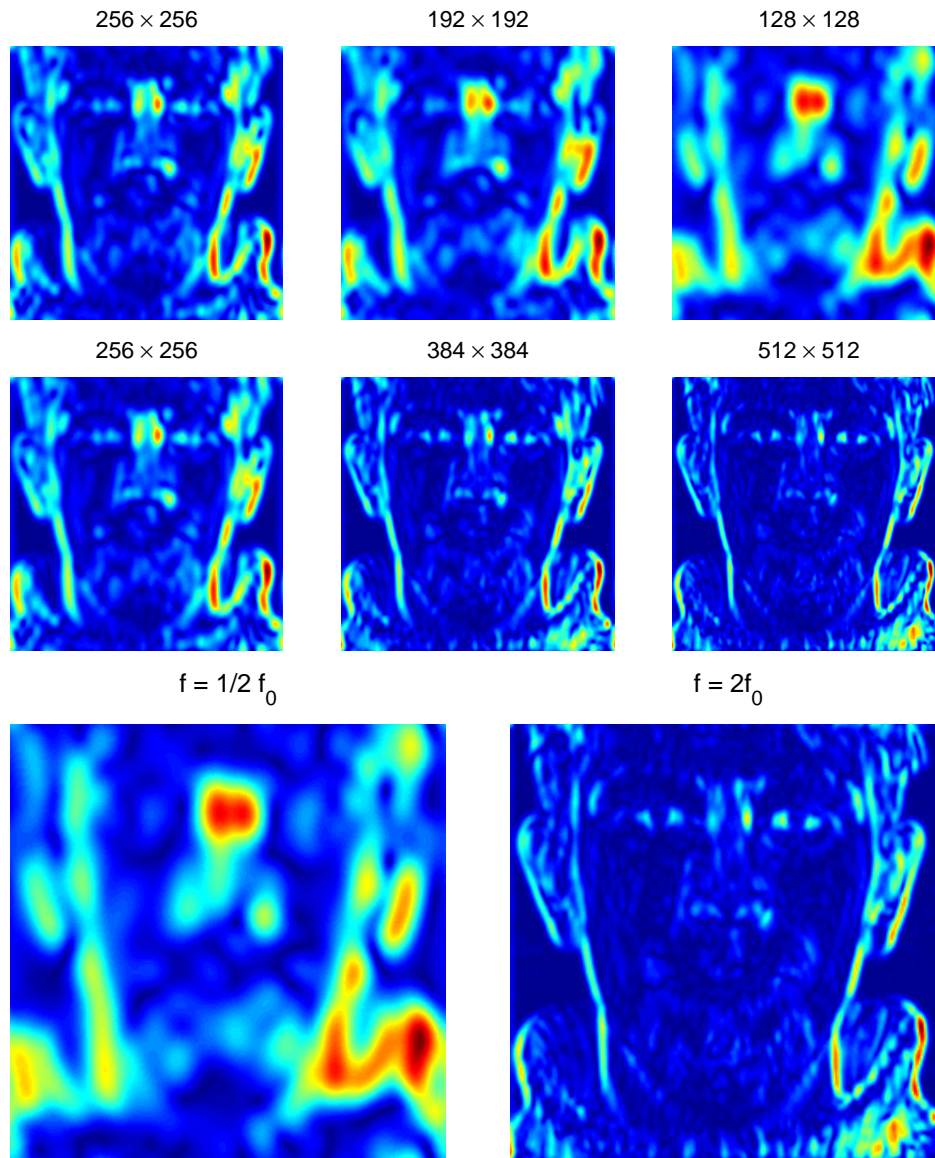 256 × 256 192 × 192 128 × 128
256 × 256 384 × 384 512 × 512
f = 1/2 f₀ f = 2f₀